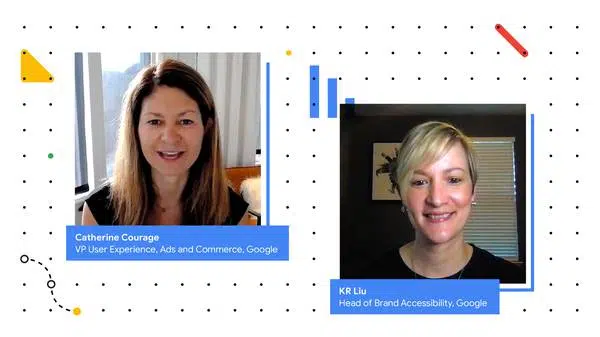 Catherine Courage
VP User Experience, Ads and Commerce, Google
KR Liu
Head of Brand Accessibility, Google